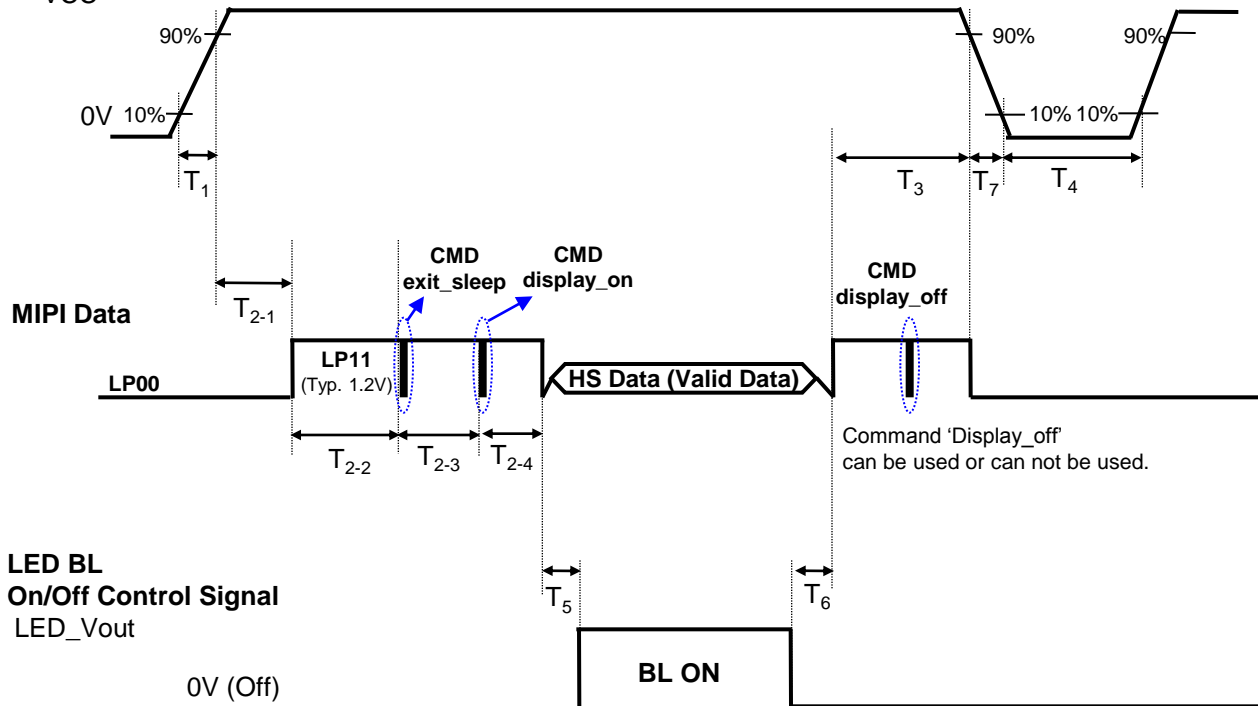 90% 90% 90%
0V 10% 10% 10%
T1 T3 T7 T4
CMD
exit_sleep
CMD
display_on
CMD
display_off
T2-1
MIPI Data
LP11
(Typ. 1.2V)
LP00
HS Data (Valid Data)
T2-2 T2-3 T2-4
Command 'Display_off'
can be used or can not be used.
LED BL
On/Off Control Signal
LED_Vout
T5 T6
BL ON
0V (Off)